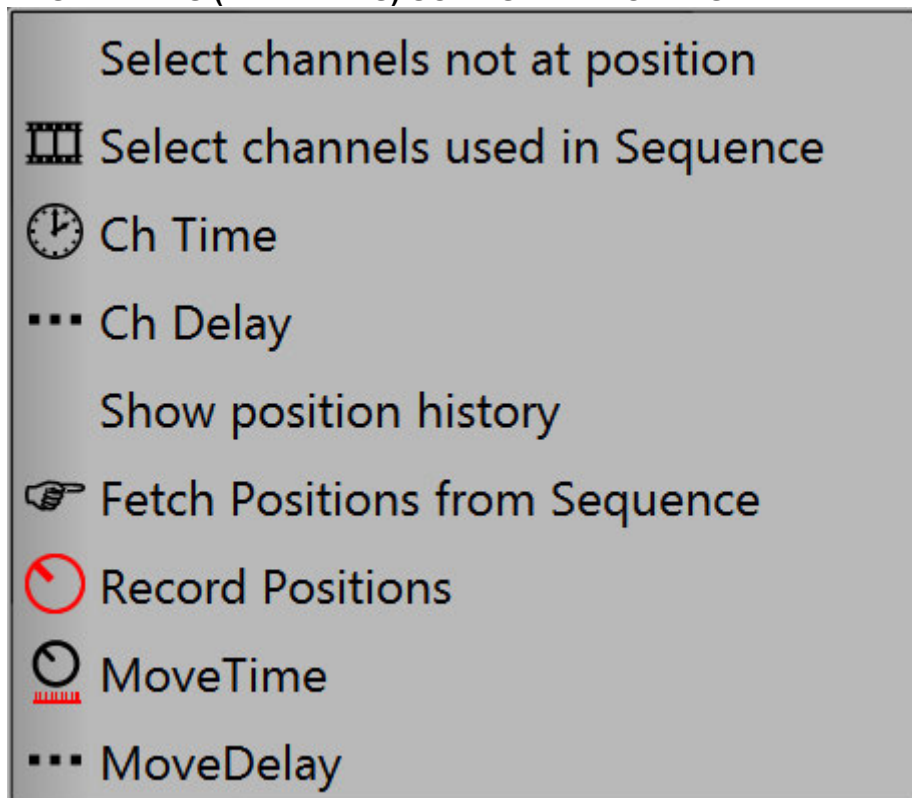 Select channels not at position
Select channels used in Sequence
Ch Time
Ch Delay
Show position history
Fetch Positions from Sequence
Record Positions
MoveTime
MoveDelay